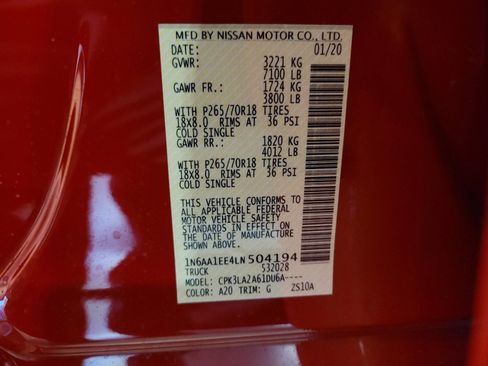 MFD BY NISSAN MOTOR CO., LTD.
DATE: 01/20
GVWR: 3221 KG
7100 LB
GAWR FR.: 1724 KG
3800 LB
WITH P265/70R18 TIRES
18x8.0 RIMS AT 36 PSI
COLD SINGLE
GAWR RR.: 1820 KG
4012 LB
WITH P265/70R18 TIRES
18x8.0 RIMS AT 36 PSI
COLD SINGLE
THIS VEHICLE CONFORMS TO
ALL APPLICABLE FEDERAL
MOTOR VEHICLE SAFETY
STANDARDS IN EFFECT ON
THE DATE OF MANUFACTURE
SHOWN ABOVE.
1N6AA1EE4LN504194
TRUCK 532028
MODEL: CPK3LA2A61DU6A----
COLOR: A20 TRIM: G ZS10A